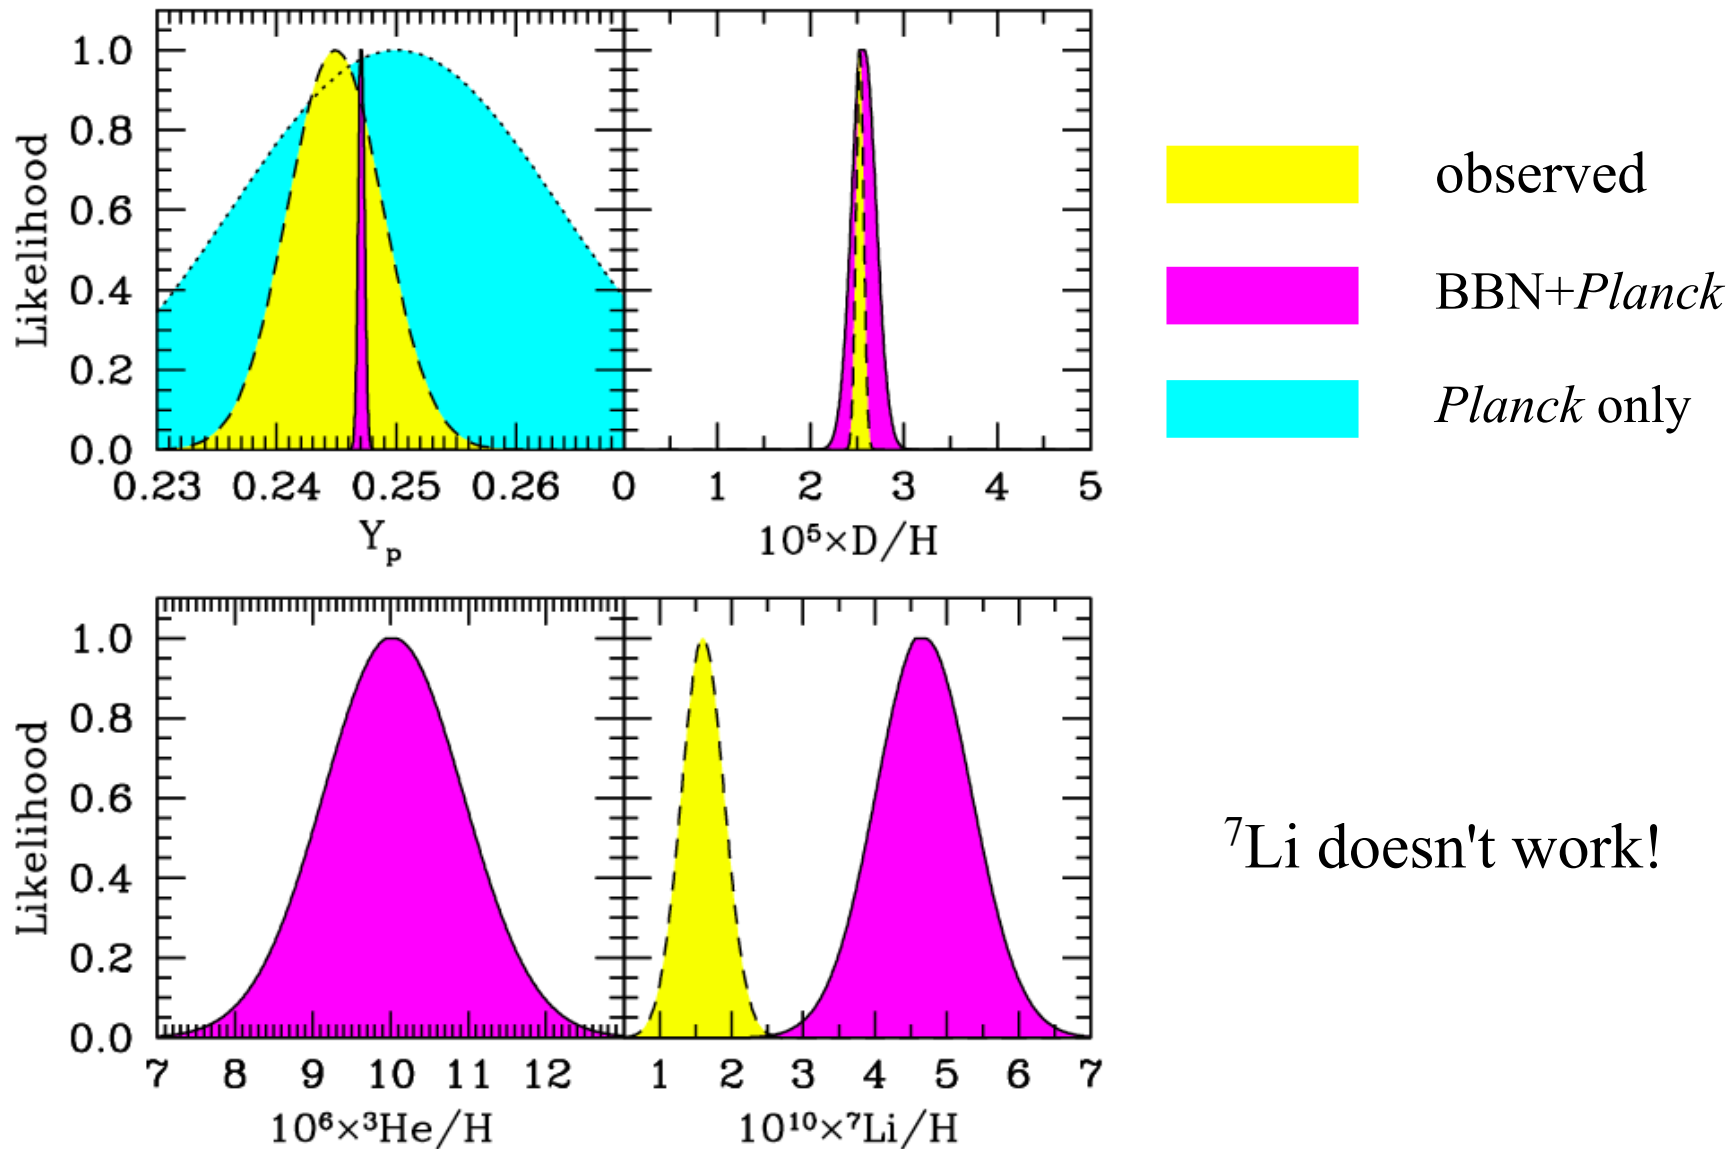 Likelihood
1.0
0.8
0.6
0.4
0.2
0.0
0.23 0.24 0.25 0.26 0 1 2 3 4 5
Yₚ 10⁵×D/H
observed
BBN+Planck
Planck only
Likelihood
1.0
0.8
0.6
0.4
0.2
0.0
7 8 9 10 11 12 1 2 3 4 5 6 7
10⁶×³He/H 10¹⁰×⁷Li/H
⁷Li doesn't work!